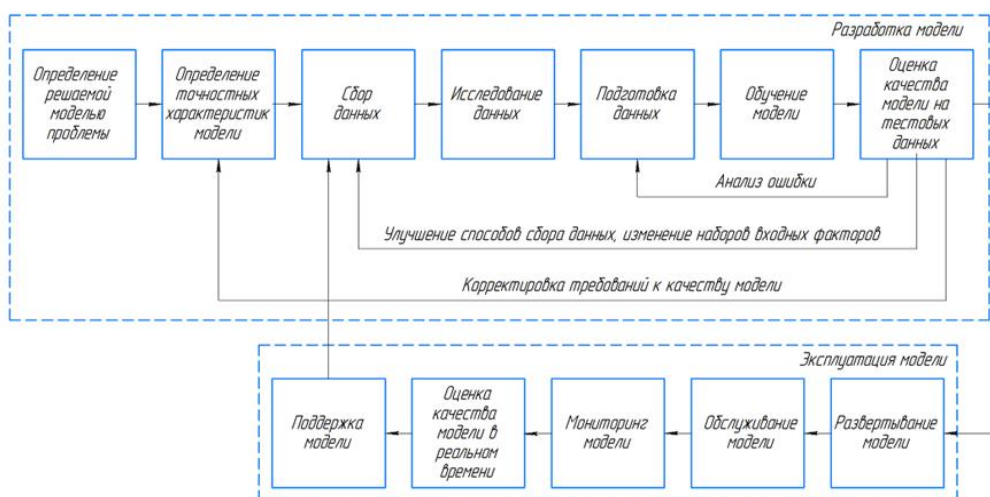 Разработка модели
Определение
решаемой
моделью
проблемы
Определение
точностных
характеристик
модели
Сбор
данных
Исследование
данных
Подготовка
данных
Обучение
модели
Оценка
качества
модели на
тестовых
данных
Анализ ошибки
Улучшение способов сбора данных, изменение наборов входных факторов
Корректировка требований к качеству модели
Эксплуатация модели
Поддержка
модели
Оценка
качества
модели в
реальном
времени
Мониторинг
модели
Обслуживание
модели
Развертывание
модели